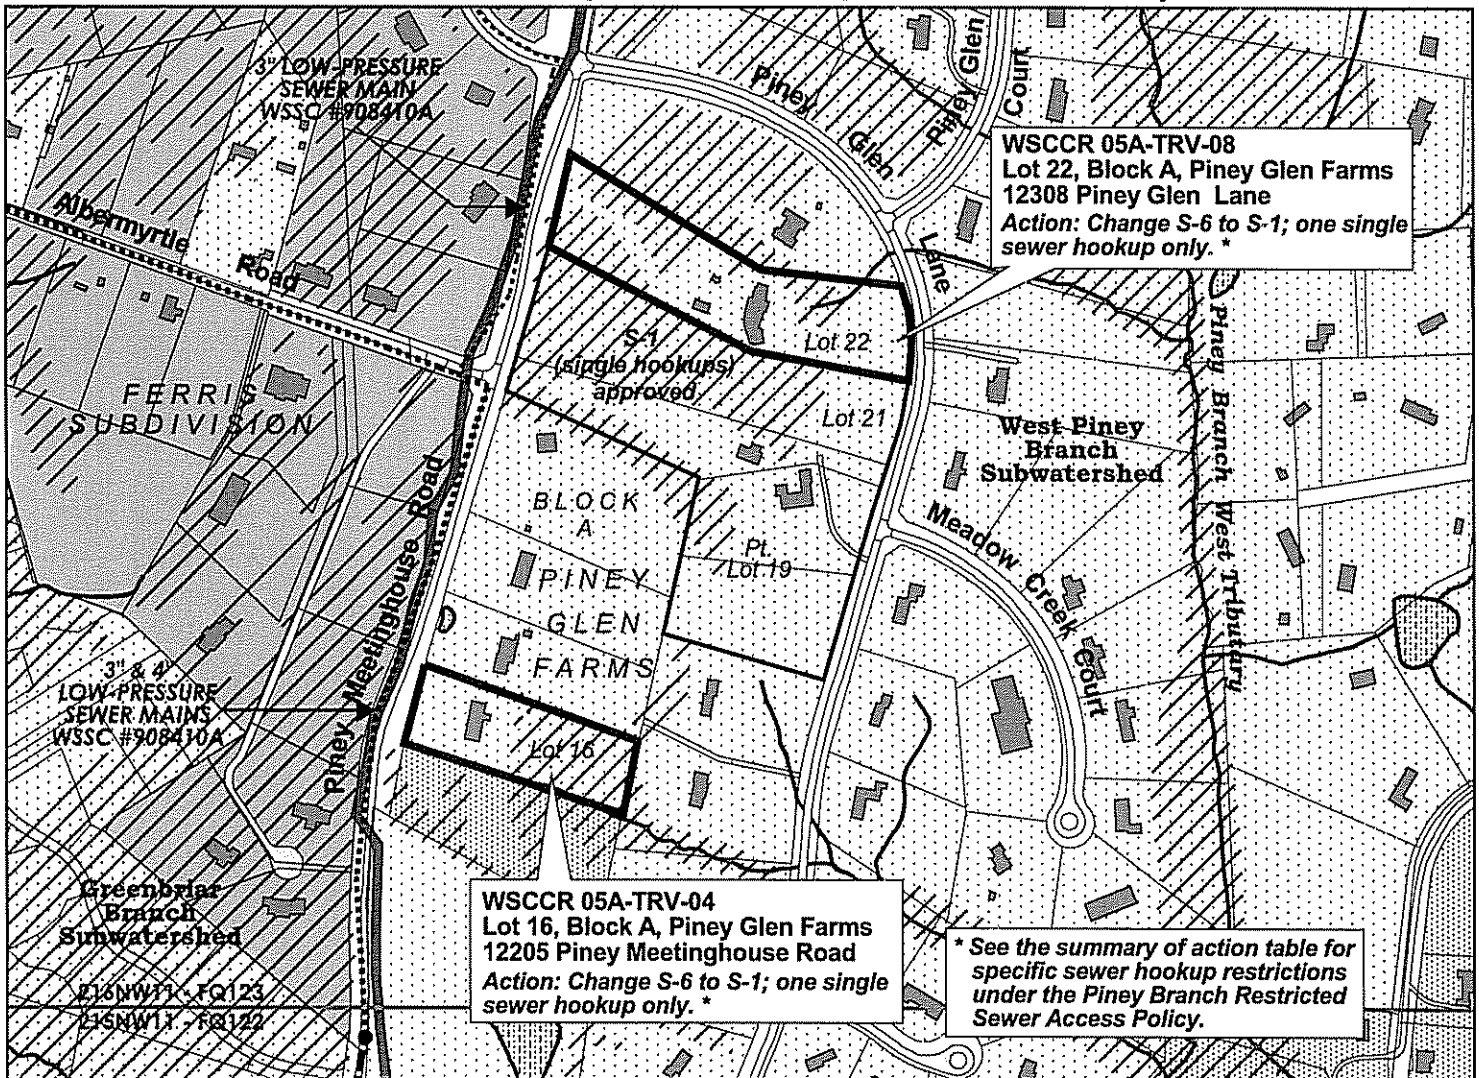 3" LOW-PRESSURE
SEWER MAIN
WSSC #908410A
Piney
Glen
Lane
Piney Glen
Court
WSCCR 05A-TRV-08
Lot 22, Block A, Piney Glen Farms
12308 Piney Glen Lane
Action: Change S-6 to S-1; one single
sewer hookup only. *
Albermyrtle
Road
S-1
(single hookups)
approved
Lot 22
Lot 21
FERRIS
SUBDIVISION
West Piney
Branch
Subwatershed
Piney Branch West Tributary
BLOCK
A
PINEY
GLEN
FARMS
Pt.
Lot 19
Meadow Creek Court
Piney Meetinghouse Road
3" & 4"
LOW-PRESSURE
SEWER MAINS
WSSC #908410A
Lot 16
Greenbriar
Branch
Subwatershed
WSCCR 05A-TRV-04
Lot 16, Block A, Piney Glen Farms
12205 Piney Meetinghouse Road
Action: Change S-6 to S-1; one single
sewer hookup only. *
* See the summary of action table for
specific sewer hookup restrictions
under the Piney Branch Restricted
Sewer Access Policy.
216NW11 - FQ123
215NW11 - FQ122